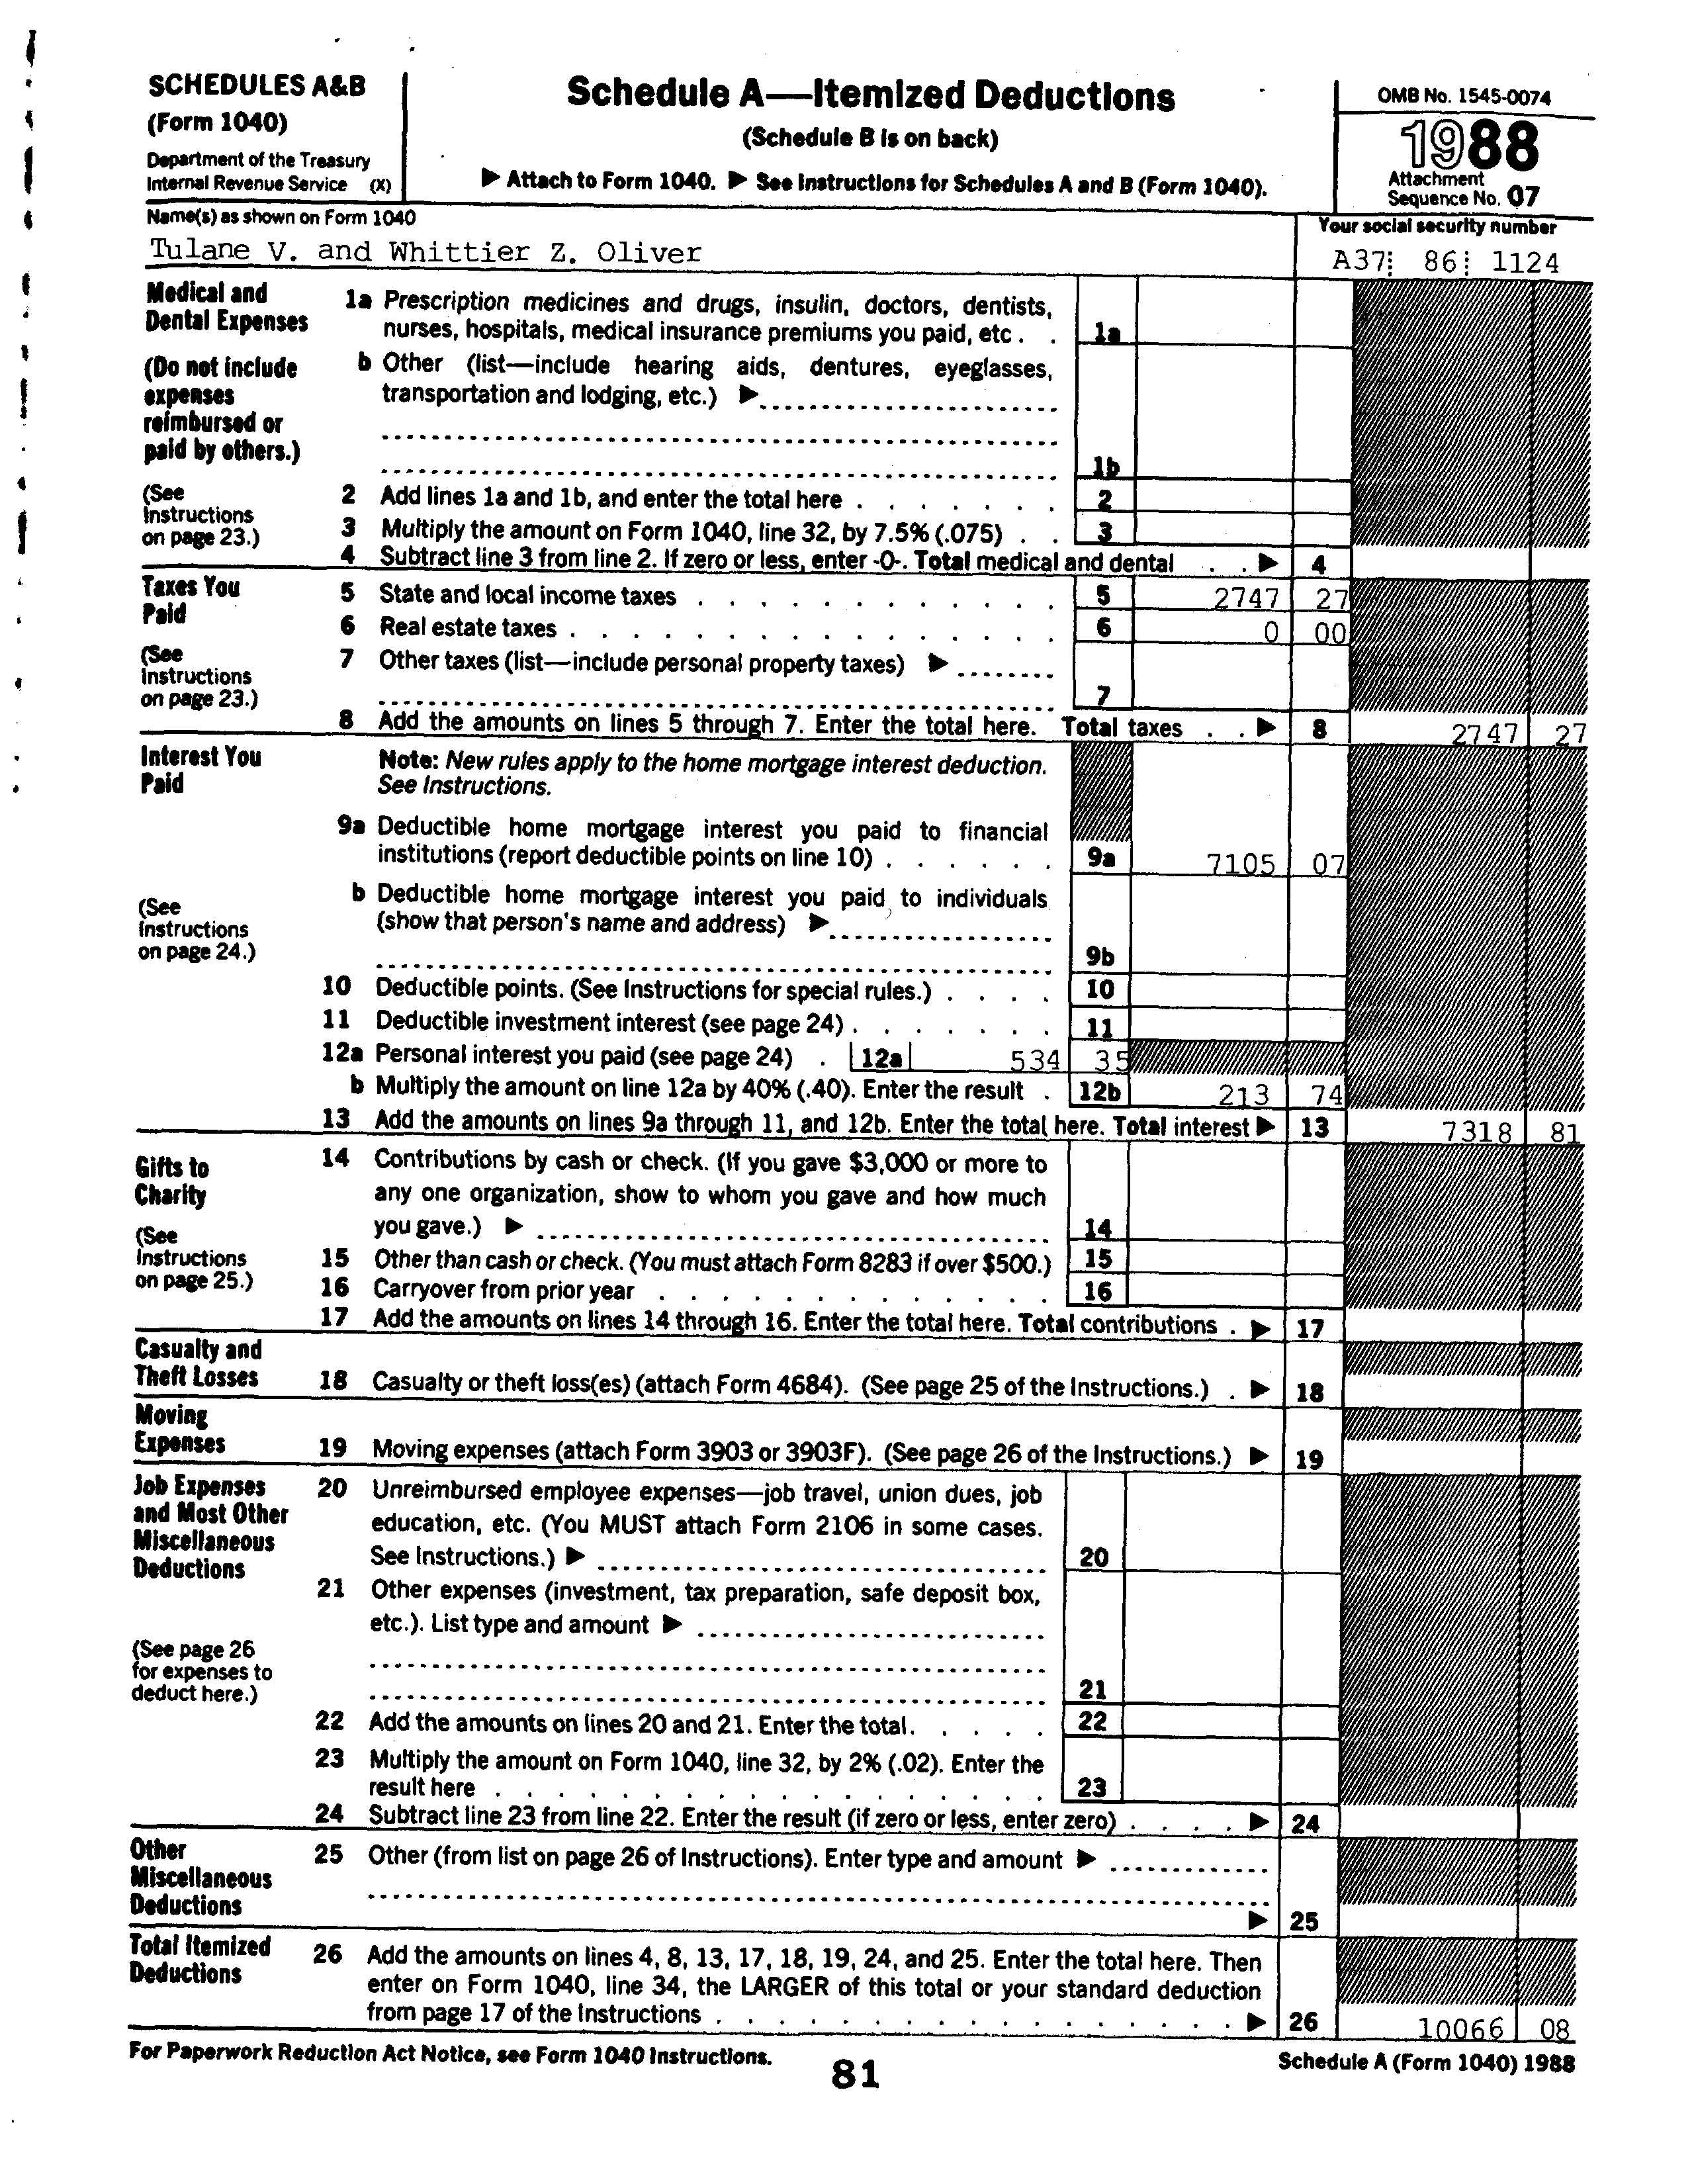 SCHEDULES A&B
(Form 1040)
Department of the Treasury
Internal Revenue Service (X)
Schedule A—Itemized Deductions
(Schedule B is on back)
▶ Attach to Form 1040. ▶ See Instructions for Schedules A and B (Form 1040).
OMB No. 1545-0074
1988
Attachment
Sequence No. 07
Name(s) as shown on Form 1040
Tulane V. and Whittier Z. Oliver
Your social security number
A37 86 1124
Medical and
Dental Expenses
(Do not include
expenses
reimbursed or
paid by others.)
(See
Instructions
on page 23.)
1a Prescription medicines and drugs, insulin, doctors, dentists,
nurses, hospitals, medical insurance premiums you paid, etc . . 1a
b Other (list—include hearing aids, dentures, eyeglasses,
transportation and lodging, etc.) ▶
1b
2 Add lines 1a and 1b, and enter the total here . . . . . . . 2
3 Multiply the amount on Form 1040, line 32, by 7.5% (.075) . . 3
4 Subtract line 3 from line 2. If zero or less, enter -0-. Total medical and dental . . ▶ 4
Taxes You
Paid
(See
Instructions
on page 23.)
5 State and local income taxes . . . . . . . . . . . . 5 2747 27
6 Real estate taxes . . . . . . . . . . . . . . . . 6 0 00
7 Other taxes (list—include personal property taxes) ▶
7
8 Add the amounts on lines 5 through 7. Enter the total here. Total taxes . . ▶ 8 2747 27
Interest You
Paid
(See
Instructions
on page 24.)
Note: New rules apply to the home mortgage interest deduction.
See Instructions.
9a Deductible home mortgage interest you paid to financial
institutions (report deductible points on line 10) . . . . . . 9a 7105 07
b Deductible home mortgage interest you paid to individuals
(show that person's name and address) ▶
9b
10 Deductible points. (See Instructions for special rules.) . . . . 10
11 Deductible investment interest (see page 24) . . . . . . . 11
12a Personal interest you paid (see page 24) . 12a 534 35
b Multiply the amount on line 12a by 40% (.40). Enter the result . 12b 213 74
13 Add the amounts on lines 9a through 11, and 12b. Enter the total here. Total interest ▶ 13 7318 81
Gifts to
Charity
(See
Instructions
on page 25.)
14 Contributions by cash or check. (If you gave $3,000 or more to
any one organization, show to whom you gave and how much
you gave.) ▶ 14
15 Other than cash or check. (You must attach Form 8283 if over $500.) 15
16 Carryover from prior year . . . . . . . . . . . . . 16
17 Add the amounts on lines 14 through 16. Enter the total here. Total contributions . ▶ 17
Casualty and
Theft Losses
18 Casualty or theft loss(es) (attach Form 4684). (See page 25 of the Instructions.) . ▶ 18
Moving
Expenses
19 Moving expenses (attach Form 3903 or 3903F). (See page 26 of the Instructions.) ▶ 19
Job Expenses
and Most Other
Miscellaneous
Deductions
(See page 26
for expenses to
deduct here.)
20 Unreimbursed employee expenses—job travel, union dues, job
education, etc. (You MUST attach Form 2106 in some cases.
See Instructions.) ▶ 20
21 Other expenses (investment, tax preparation, safe deposit box,
etc.). List type and amount ▶
21
22 Add the amounts on lines 20 and 21. Enter the total. . . . . 22
23 Multiply the amount on Form 1040, line 32, by 2% (.02). Enter the
result here . . . . . . . . . . . . . . . . . . 23
24 Subtract line 23 from line 22. Enter the result (if zero or less, enter zero) . . . . ▶ 24
Other
Miscellaneous
Deductions
25 Other (from list on page 26 of Instructions). Enter type and amount ▶
▶ 25
Total Itemized
Deductions
26 Add the amounts on lines 4, 8, 13, 17, 18, 19, 24, and 25. Enter the total here. Then
enter on Form 1040, line 34, the LARGER of this total or your standard deduction
from page 17 of the Instructions . . . . . . . . . . . . . . . . . ▶ 26 10066 08
For Paperwork Reduction Act Notice, see Form 1040 Instructions.
81
Schedule A (Form 1040) 1988